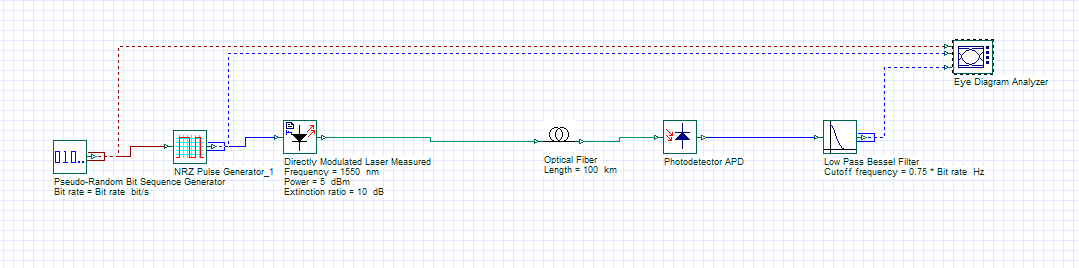 Eye Diagram Analyzer
010..
Pseudo-Random Bit Sequence Generator
Bit rate = Bit rate bit/s
NRZ Pulse Generator_1
Directly Modulated Laser Measured
Frequency = 1550 nm
Power = 5 dBm
Extinction ratio = 10 dB
Optical Fiber
Length = 100 km
Photodetector APD
Low Pass Bessel Filter
Cutoff frequency = 0.75 * Bit rate Hz